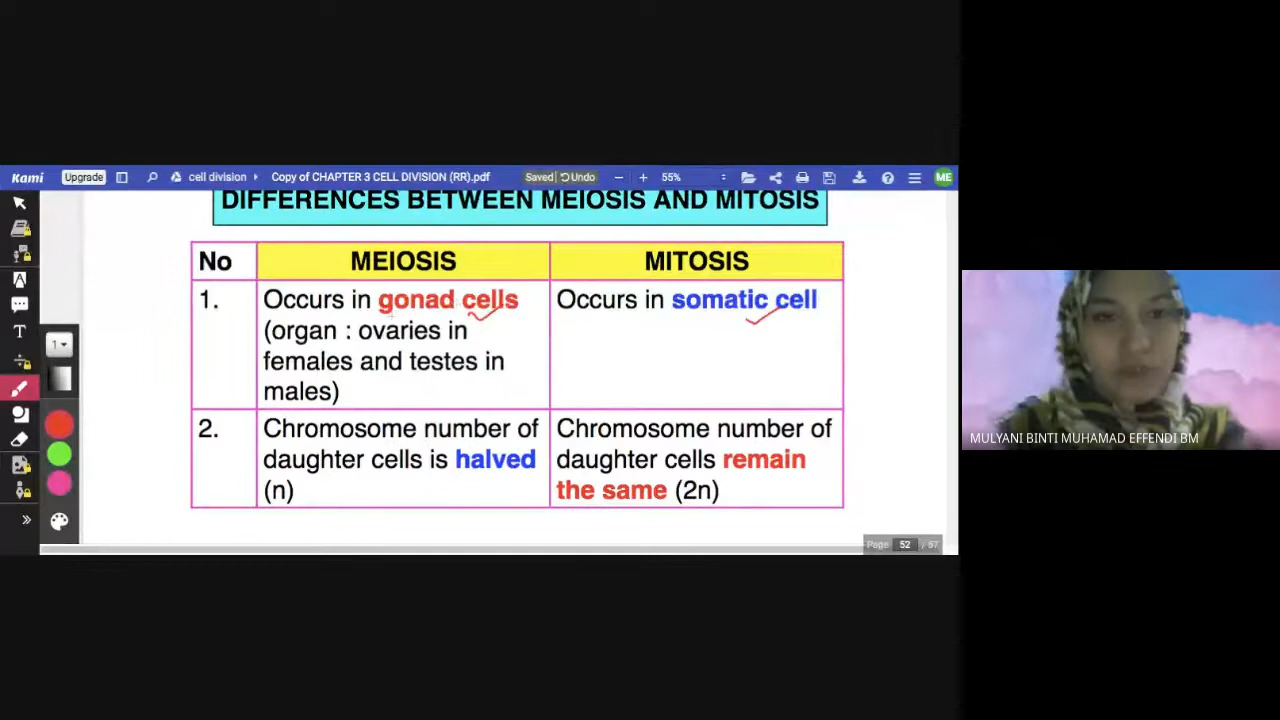 Kami Upgrade cell division Copy of CHAPTER 3 CELL DIVISION (RR).pdf Saved Undo 55% ME
DIFFERENCES BETWEEN MEIOSIS AND MITOSIS
No MEIOSIS MITOSIS
1. Occurs in gonad cells Occurs in somatic cell
(organ : ovaries in
females and testes in
males)
2. Chromosome number of Chromosome number of
daughter cells is halved daughter cells remain
(n) the same (2n)
1
Page 52 / 57
MULYANI BINTI MUHAMAD EFFENDI BM